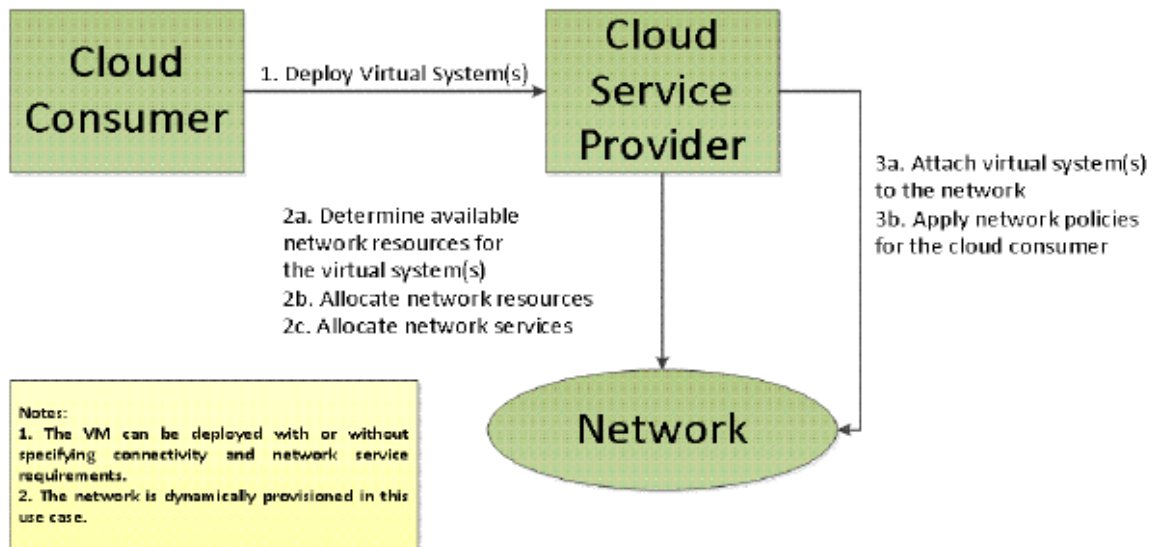 Cloud
Consumer
1. Deploy Virtual System(s)
Cloud
Service
Provider
2a. Determine available
network resources for
the virtual system(s)
2b. Allocate network resources
2c. Allocate network services
3a. Attach virtual system(s)
to the network
3b. Apply network policies
for the cloud consumer
Network
Notes:
1. The VM can be deployed with or without
specifying connectivity and network service
requirements.
2. The network is dynamically provisioned in this
use case.